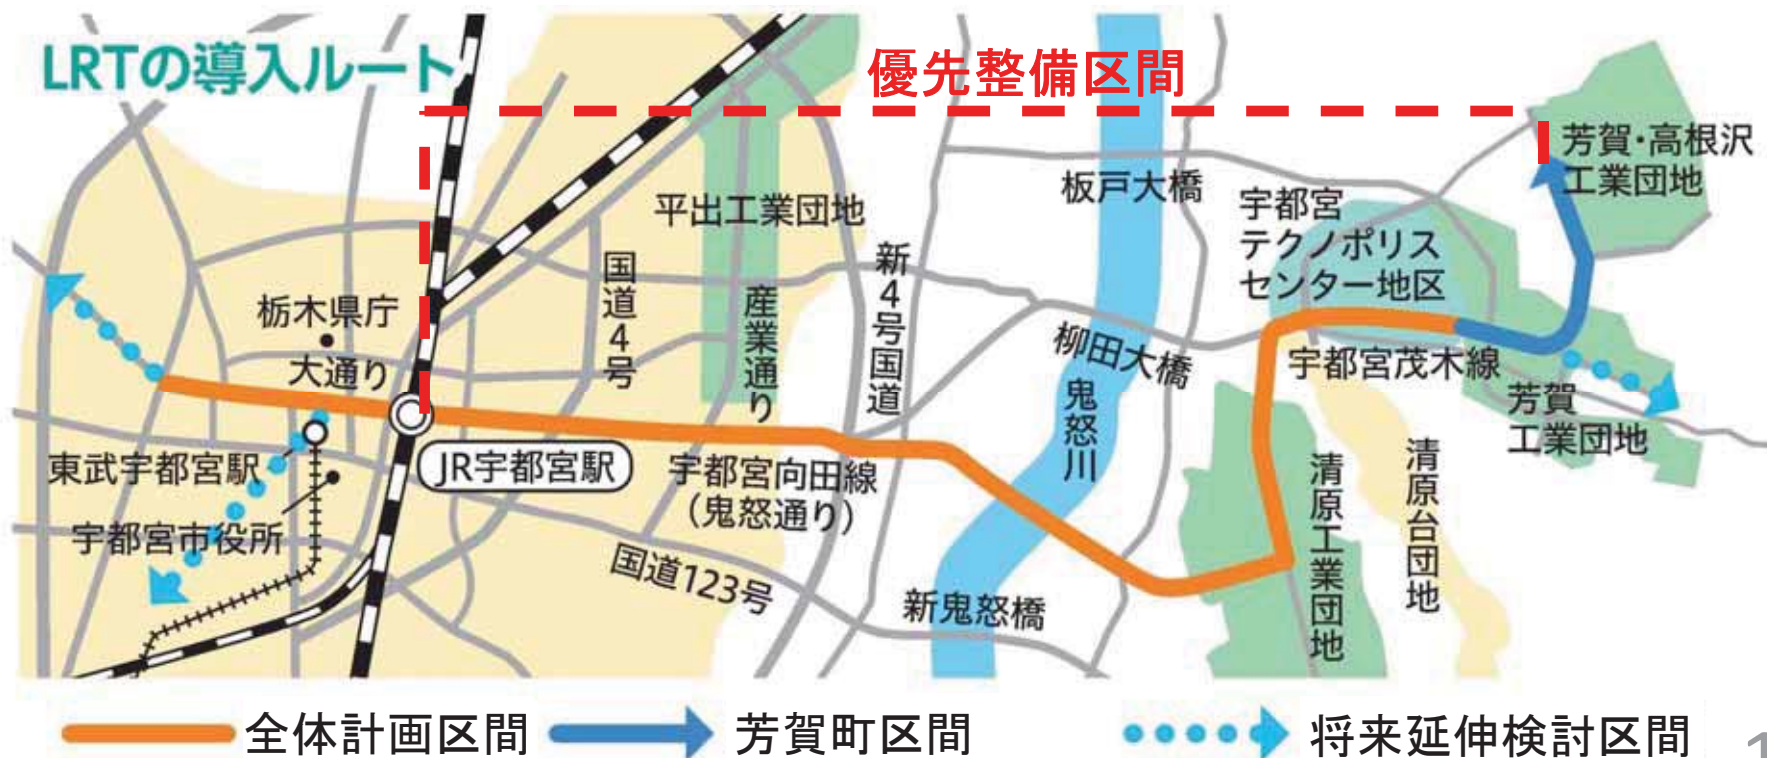 LRTの導入ルート
優先整備区間
芳賀・高根沢
工業団地
板戸大橋
宇都宮
テクノポリス
センター地区
平出工業団地
新4号国道
国道4号
産業通り
栃木県庁
大通り
柳田大橋
鬼怒川
宇都宮茂木線
芳賀
工業団地
東武宇都宮駅
JR宇都宮駅
宇都宮向田線
(鬼怒通り)
清原工業団地
清原台団地
宇都宮市役所
国道123号
新鬼怒橋
全体計画区間
芳賀町区間
将来延伸検討区間